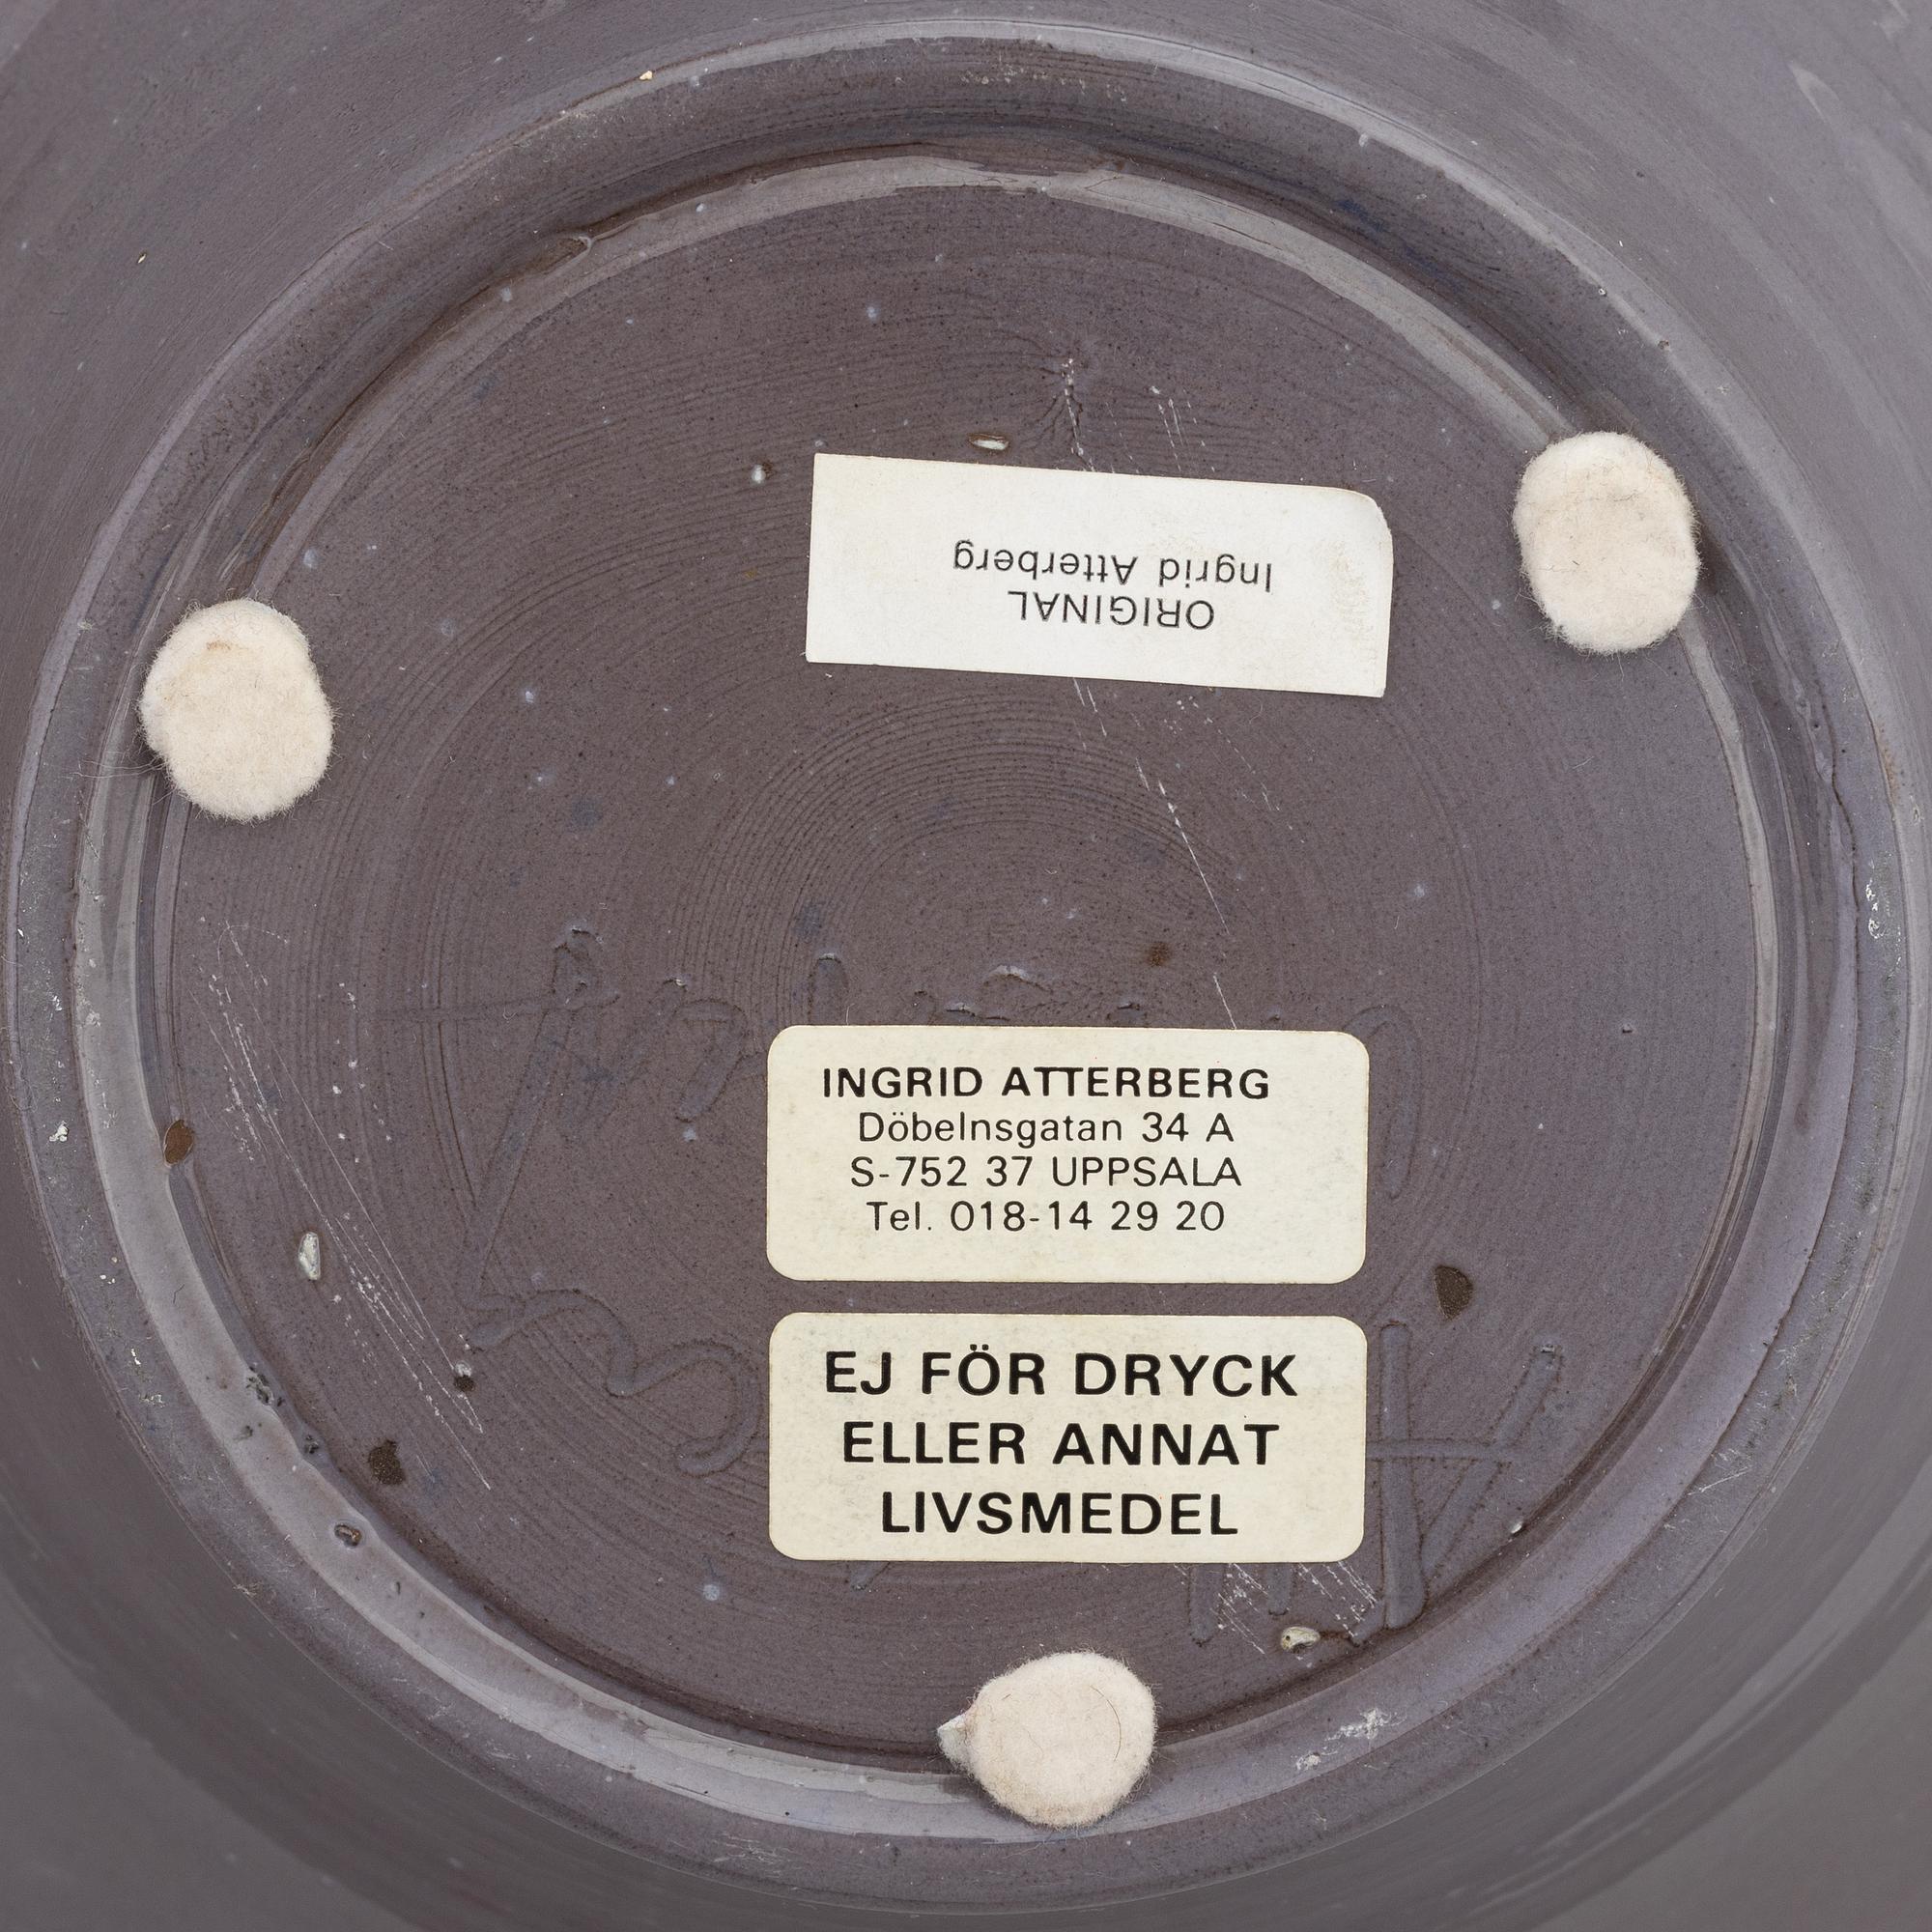 ORIGINAL
Ingrid Atterberg
INGRID ATTERBERG
Döbelnsgatan 34 A
S-752 37 UPPSALA
Tel. 018-14 29 20
EJ FÖR DRYCK
ELLER ANNAT
LIVSMEDEL